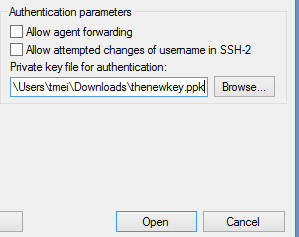 Authentication parameters
Allow agent forwarding
Allow attempted changes of username in SSH-2
Private key file for authentication:
\Users\tmei\Downloads\thenewkey.ppk
Browse...
Open
Cancel